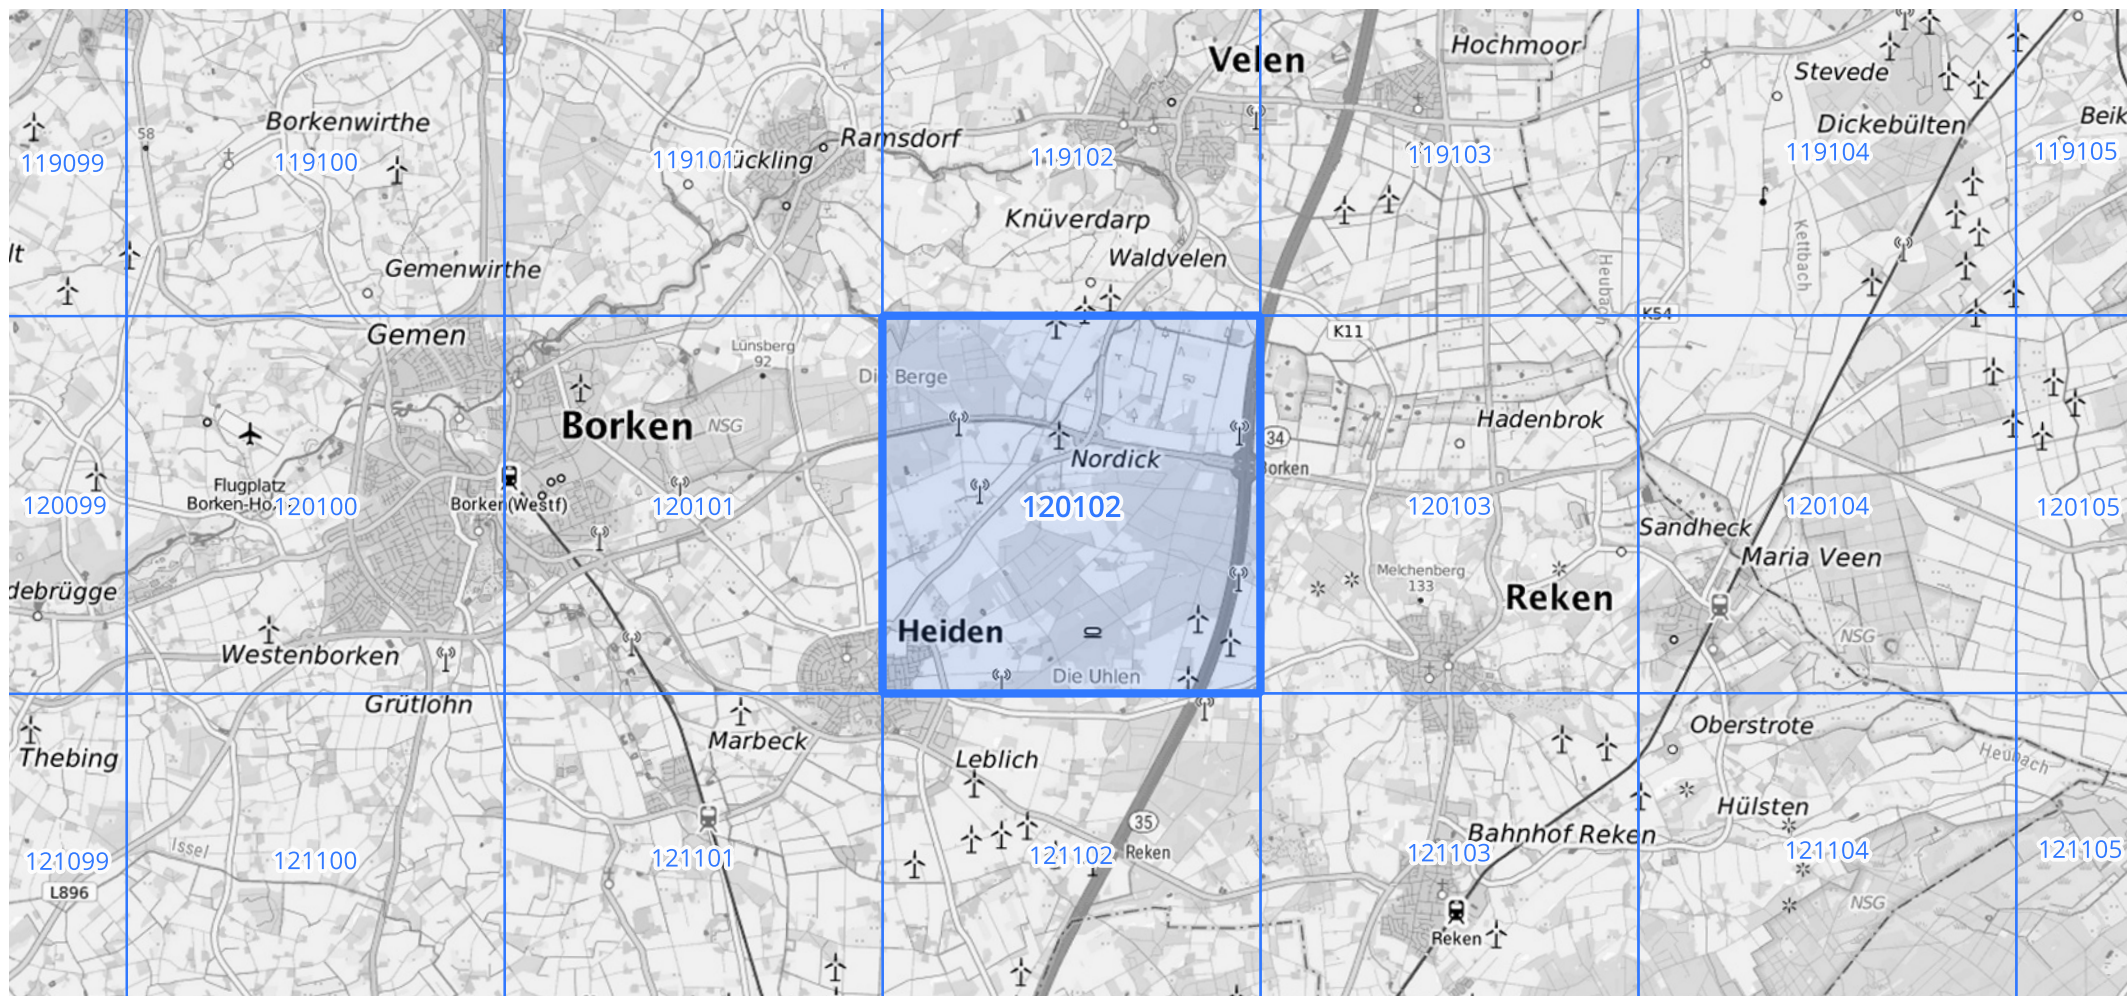 Velen
Hochmoor
Stevede
Borkenwirthe
58
Ramsdorf
Dickebülten
Beik
119099
119100
119101
ückling
119102
119103
119104
119105
Knüverdarp
Kettbach
lt
Gemenwirthe
Waldvelen
Heubach
K54
Gemen
K11
Lünsberg
92
Die Berge
Borken
NSG
Hadenbrok
34
Nordick
Borken
Flugplatz
Borken-Ho...
Borken(Westf)
120099
120100
120101
120102
120103
120104
120105
Sandheck
Maria Veen
Melchenberg
133
debrügge
Reken
Heiden
NSG
Westenborken
Die Uhlen
Grütlohn
Oberstrote
Marbeck
Thebing
Leblich
Heubach
Hülsten
35
Bahnhof Reken
Reken
Issel
121099
121100
121101
121102
121103
121104
121105
L896
NSG
Reken